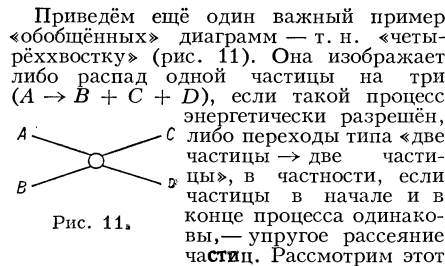 Приведём ещё один важный пример
«обобщённых» диаграмм — т. н. «четы-
рёххвостку» (рис. 11). Она изображает
либо распад одной частицы на три
(A → B + C + D), если такой процесс
энергетически разрешён,
либо переходы типа «две
частицы → две части-
цы», в частности, если
частицы в начале и в
конце процесса одинако-
вы,— упругое рассеяние
частиц. Рассмотрим этот
A
C
B
D
Рис. 11.